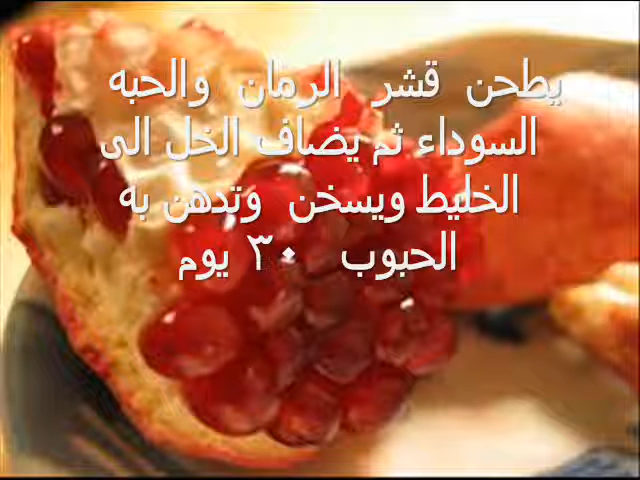 يطحن قشر الرمان والحبه
السوداء ثم يضاف الخل الى
الخليط ويسخن وتدهن به
الحبوب ٣٠ يوم